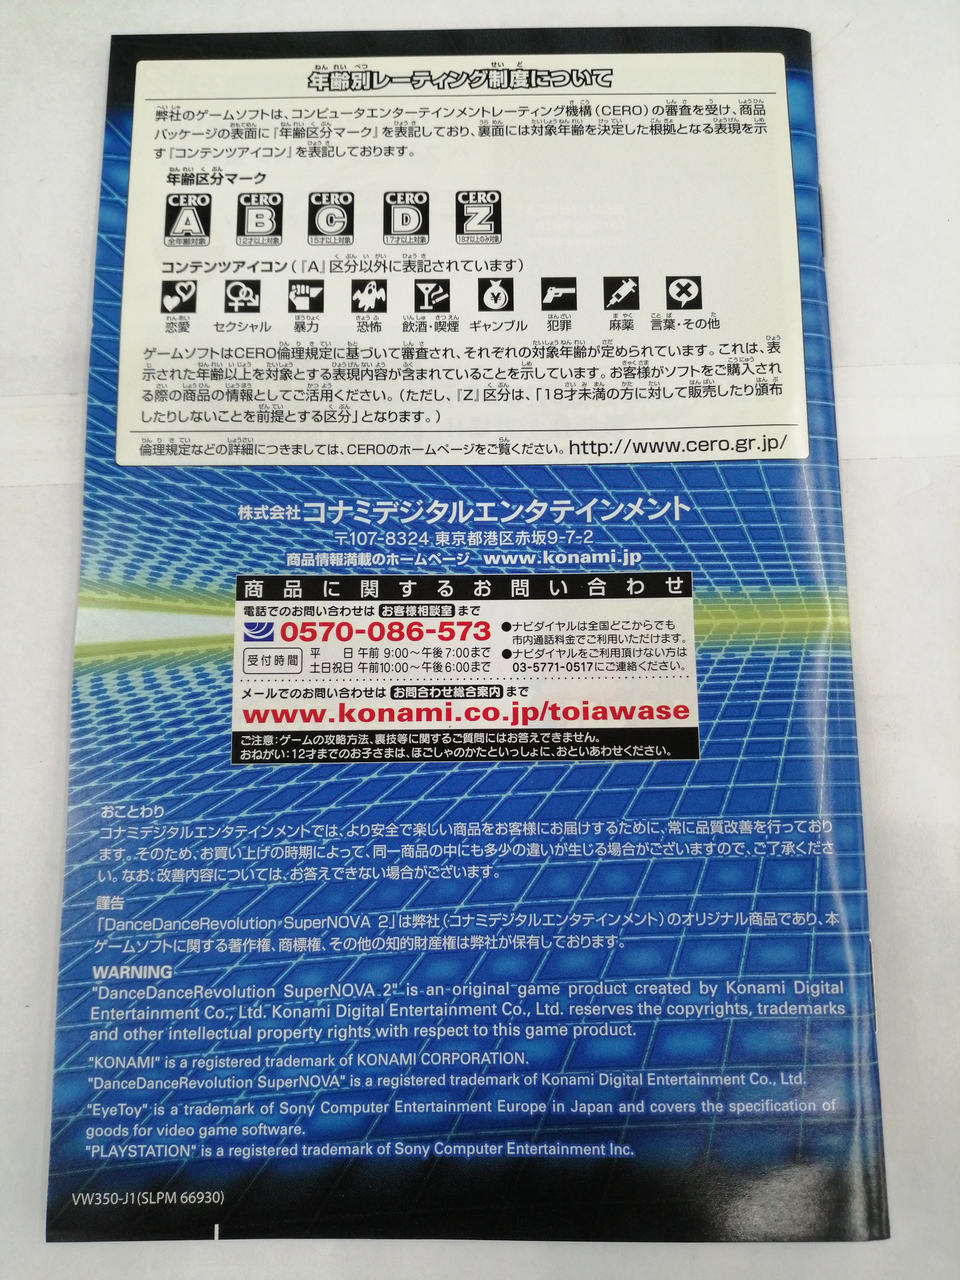 年齢別レーティング制度について
弊社のゲームソフトは、コンピュータエンターテインメントレーティング機構(CERO)の審査を受け、商品
パッケージの表面に『年齢区分マーク』を表記しており、裏面には対象年齢を決定した根拠となる表現を示
す『コンテンツアイコン』を表記しております。
年齢区分マーク
CERO A 全年齢対象 CERO B 12才以上対象 CERO C 15才以上対象 CERO D 17才以上対象 CERO Z 18才以上のみ対象
コンテンツアイコン(『A』区分以外に表記されています)
恋愛 セクシャル 暴力 恐怖 飲酒・喫煙 ギャンブル 犯罪 麻薬 言葉・その他
ゲームソフトはCERO倫理規定に基づいて審査され、それぞれの対象年齢が定められています。これは、表
示された年齢以上を対象とする表現内容が含まれていることを示しています。お客様がソフトをご購入され
る際の商品の情報としてご活用ください。(ただし、『Z』区分は、「18才未満の方に対して販売したり頒布
したりしないことを前提とする区分」となります。)
倫理規定などの詳細につきましては、CEROのホームページをご覧ください。http://www.cero.gr.jp/
株式会社コナミデジタルエンタテインメント
〒107-8324 東京都港区赤坂9-7-2
商品情報満載のホームページ www.konami.jp
商品に関するお問い合わせ
電話でのお問い合わせは お客様相談室 まで
0570-086-573
受付時間 平 日 午前 9:00～午後7:00まで
土日祝日 午前10:00～午後6:00まで
●ナビダイヤルは全国どこからでも
市内通話料金でご利用いただけます。
●ナビダイヤルをご利用頂けない方は
03-5771-0517にご連絡ください。
メールでのお問い合わせは お問合わせ総合案内 まで
www.konami.co.jp/toiawase
ご注意：ゲームの攻略方法、裏技等に関するご質問にはお答えできません。
おねがい：12才までのお子さまは、ほごしゃのかたといっしょに、おといあわせください。
おことわり
コナミデジタルエンタテインメントでは、より安全で楽しい商品をお客様にお届けするために、常に品質改善を行っており
ます。そのため、お買い上げの時期によって、同一商品の中にも多少の違いが生じる場合がございますので、ご了承くださ
い。なお、改善内容については、お答えできない場合がございます。
謹告
「DanceDanceRevolution SuperNOVA 2」は弊社(コナミデジタルエンタテインメント)のオリジナル商品であり、本
ゲームソフトに関する著作権、商標権、その他の知的財産権は弊社が保有しております。
WARNING
"DanceDanceRevolution SuperNOVA 2" is an original game product created by Konami Digital
Entertainment Co., Ltd. Konami Digital Entertainment Co., Ltd. reserves the copyrights, trademarks
and other intellectual property rights with respect to this game product.
"KONAMI" is a registered trademark of KONAMI CORPORATION.
"DanceDanceRevolution SuperNOVA" is a registered trademark of Konami Digital Entertainment Co., Ltd.
"EyeToy" is a trademark of Sony Computer Entertainment Europe in Japan and covers the specification of
goods for video game software.
"PLAYSTATION" is a registered trademark of Sony Computer Entertainment Inc.
VW350-J1(SLPM 66930)